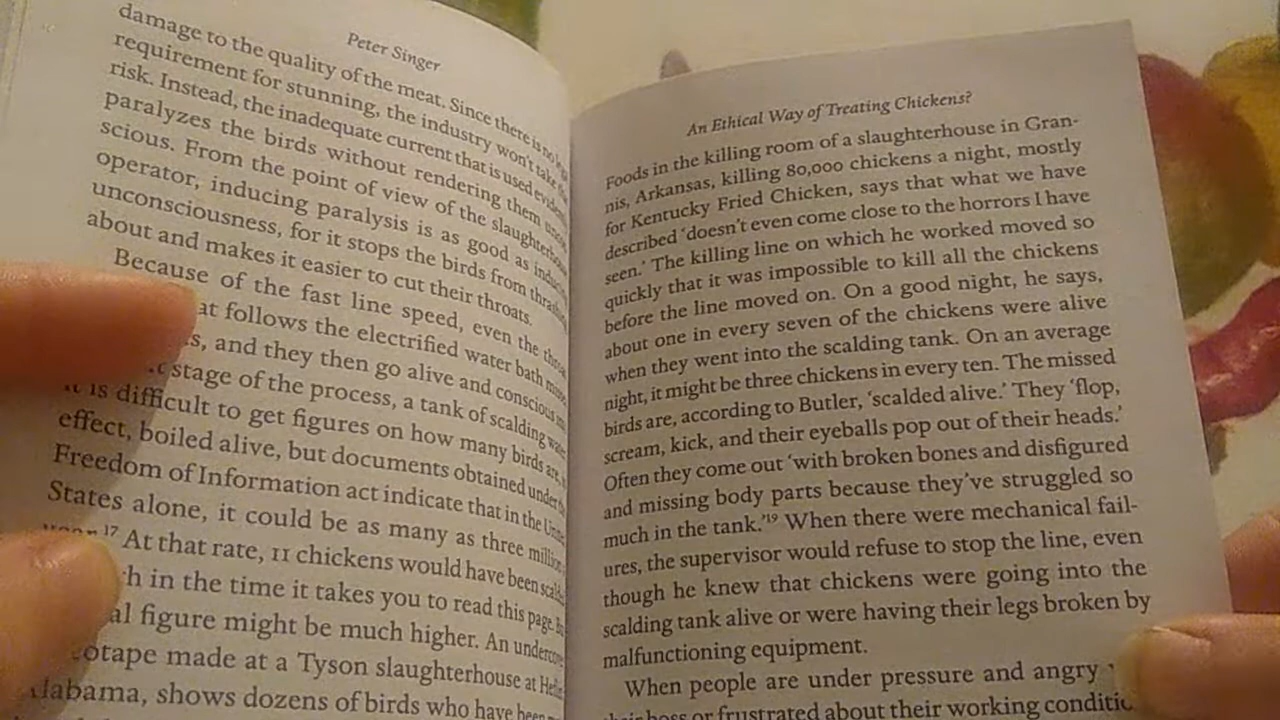 Peter Singer
damage to the quality of the meat. Since there is no
requirement for stunning, the industry won't take
risk. Instead, the inadequate current that is used
paralyzes the birds without rendering them
scious. From the point of view of the
operator, inducing paralysis is as good as
unconsciousness, for it stops the birds from
about and makes it easier to cut their throats.
Because of the fast line speed, even the
follows the electrified water bath
and they then go alive and conscious
stage of the process, a tank of scalding
is difficult to get figures on how many birds are,
effect, boiled alive, but documents obtained under
Freedom of Information act indicate that in the
States alone, it could be as many as three million
17 At that rate, 11 chickens would have been
in the time it takes you to read this page.
figure might be much higher. An
made at a Tyson slaughterhouse at
shows dozens of birds who have
An Ethical Way of Treating Chickens?
Foods in the killing room of a slaughterhouse in Gran-
nis, Arkansas, killing 80,000 chickens a night, mostly
for Kentucky Fried Chicken, says that what we have
described 'doesn't even come close to the horrors I have
seen.' The killing line on which he worked moved so
quickly that it was impossible to kill all the chickens
before the line moved on. On a good night, he says,
about one in every seven of the chickens were alive
when they went into the scalding tank. On an average
night, it might be three chickens in every ten. The missed
birds are, according to Butler, 'scalded alive.' They 'flop,
scream, kick, and their eyeballs pop out of their heads.'
Often they come out 'with broken bones and disfigured
and missing body parts because they've struggled so
much in the tank.'19 When there were mechanical fail-
ures, the supervisor would refuse to stop the line, even
though he knew that chickens were going into the
scalding tank alive or were having their legs broken by
malfunctioning equipment.
When people are under pressure and angry
boss or frustrated about their working